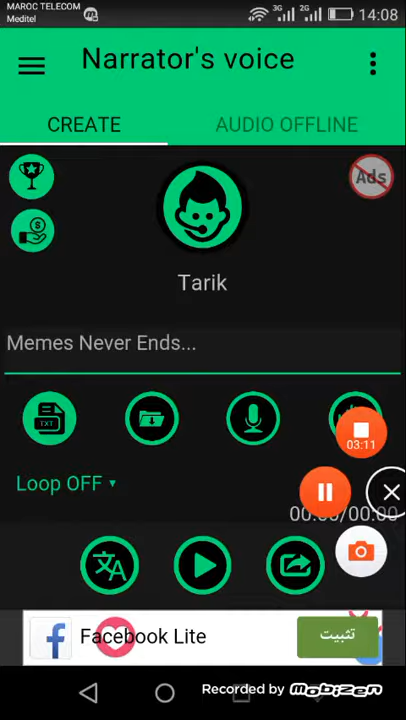 MAROC TELECOM
Meditel
3G
2G
14:08
Narrator's voice
CREATE
AUDIO OFFLINE
Ads
Tarik
Memes Never Ends...
TXT
03:11
Loop OFF
00:00/00:00
Facebook Lite
تثبيت
Recorded by MOBIZEN